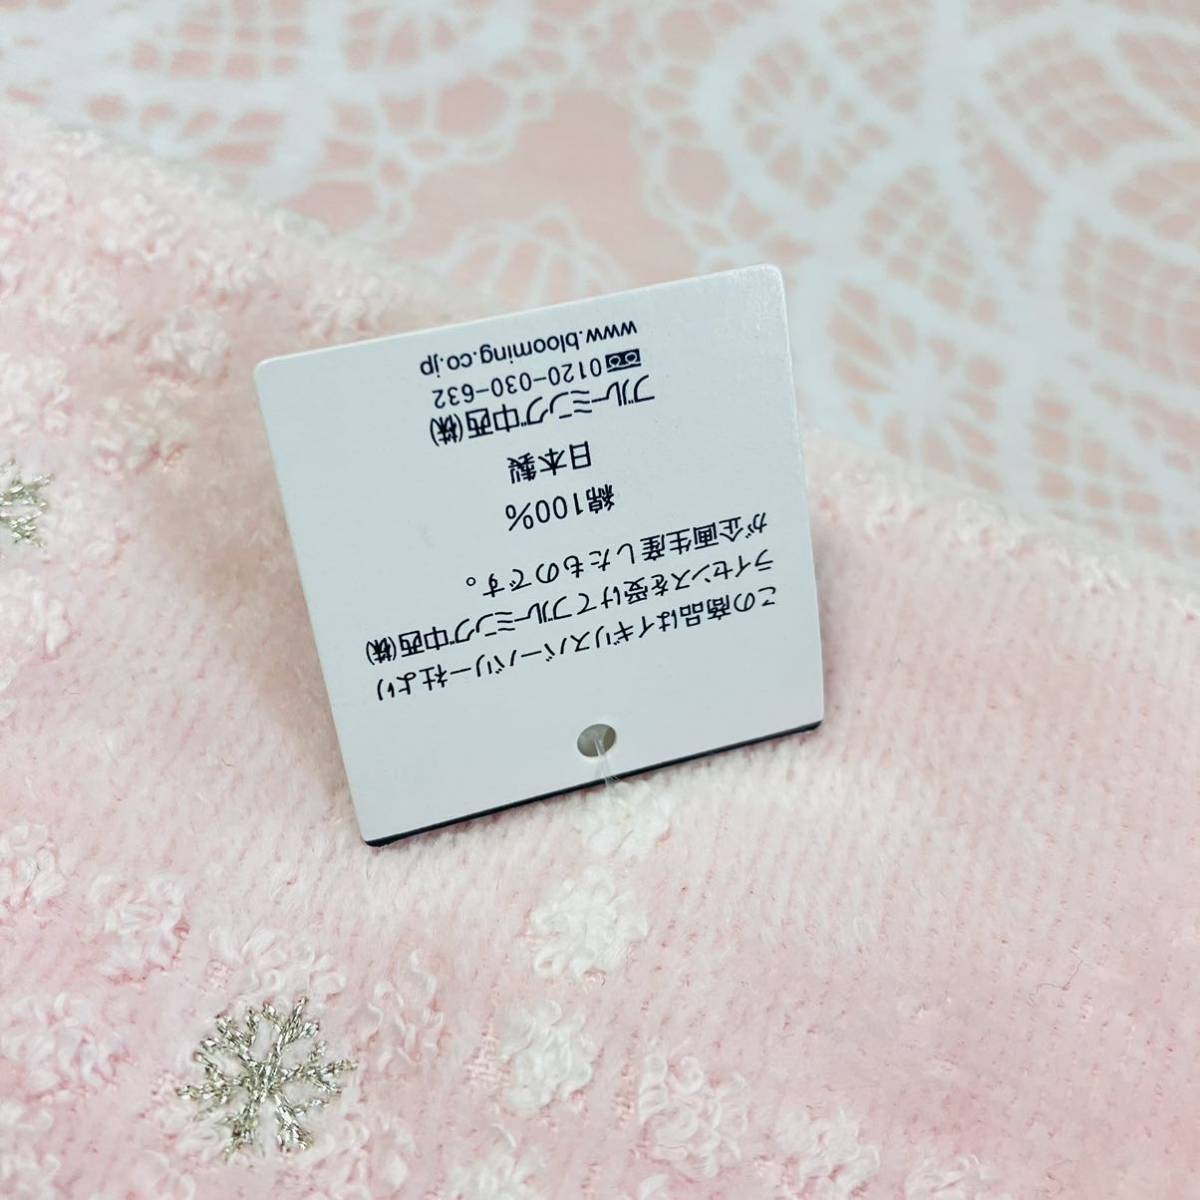 この商品はイギリスバーバリー社より
ライセンスを受けてブルーミング中西(株)
が企画生産したものです。
綿100%
日本製
ブルーミング中西(株)
0120-030-632
www.blooming.co.jp